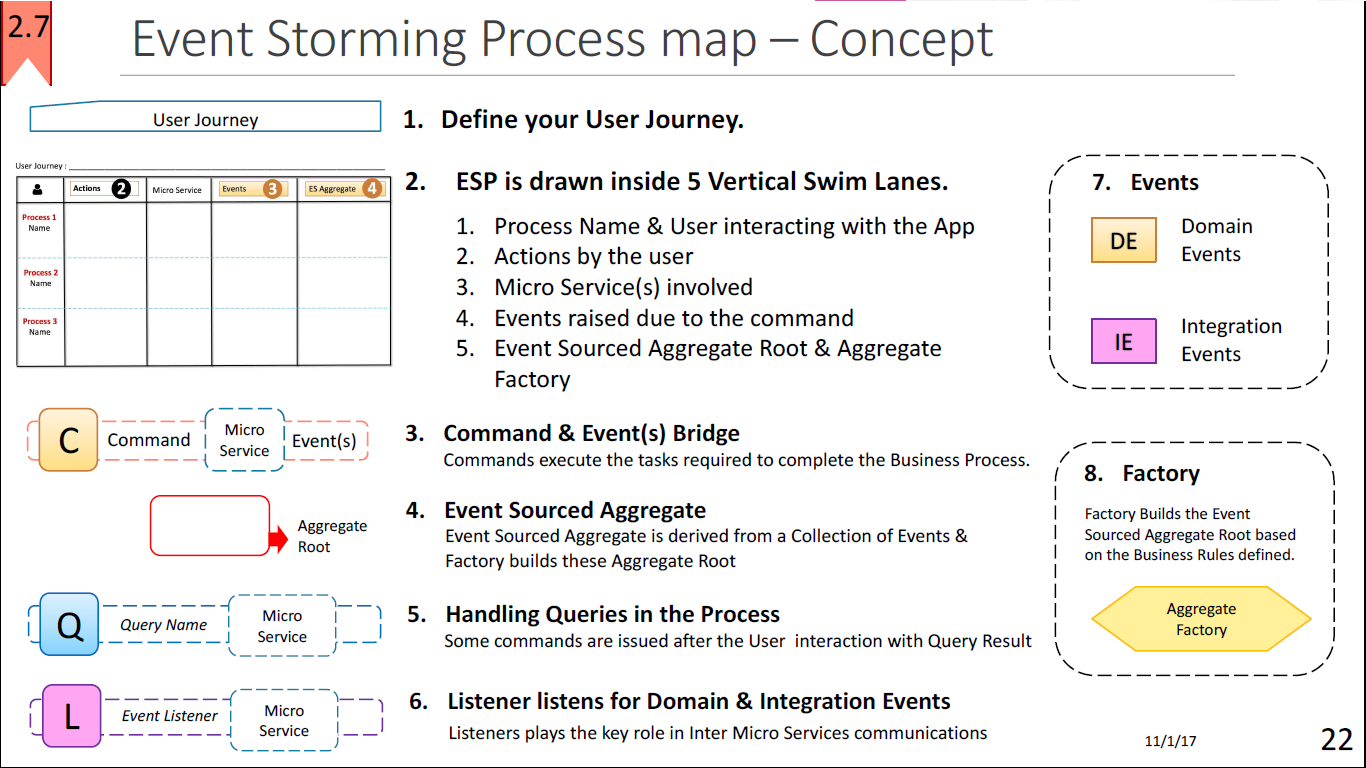 2.7
Event Storming Process map – Concept
User Journey
1. Define your User Journey.
User Journey :
Actions 2
Micro Service
Events 3
ES Aggregate 4
Process 1
Name
Process 2
Name
Process 3
Name
2. ESP is drawn inside 5 Vertical Swim Lanes.
1. Process Name & User interacting with the App
2. Actions by the user
3. Micro Service(s) involved
4. Events raised due to the command
5. Event Sourced Aggregate Root & Aggregate
Factory
7. Events
DE
Domain
Events
IE
Integration
Events
C
Command
Micro
Service
Event(s)
3. Command & Event(s) Bridge
Commands execute the tasks required to complete the Business Process.
Aggregate
Root
4. Event Sourced Aggregate
Event Sourced Aggregate is derived from a Collection of Events &
Factory builds these Aggregate Root
8. Factory
Factory Builds the Event
Sourced Aggregate Root based
on the Business Rules defined.
Aggregate
Factory
Q
Query Name
Micro
Service
5. Handling Queries in the Process
Some commands are issued after the User interaction with Query Result
L
Event Listener
Micro
Service
6. Listener listens for Domain & Integration Events
Listeners plays the key role in Inter Micro Services communications
11/1/17
22